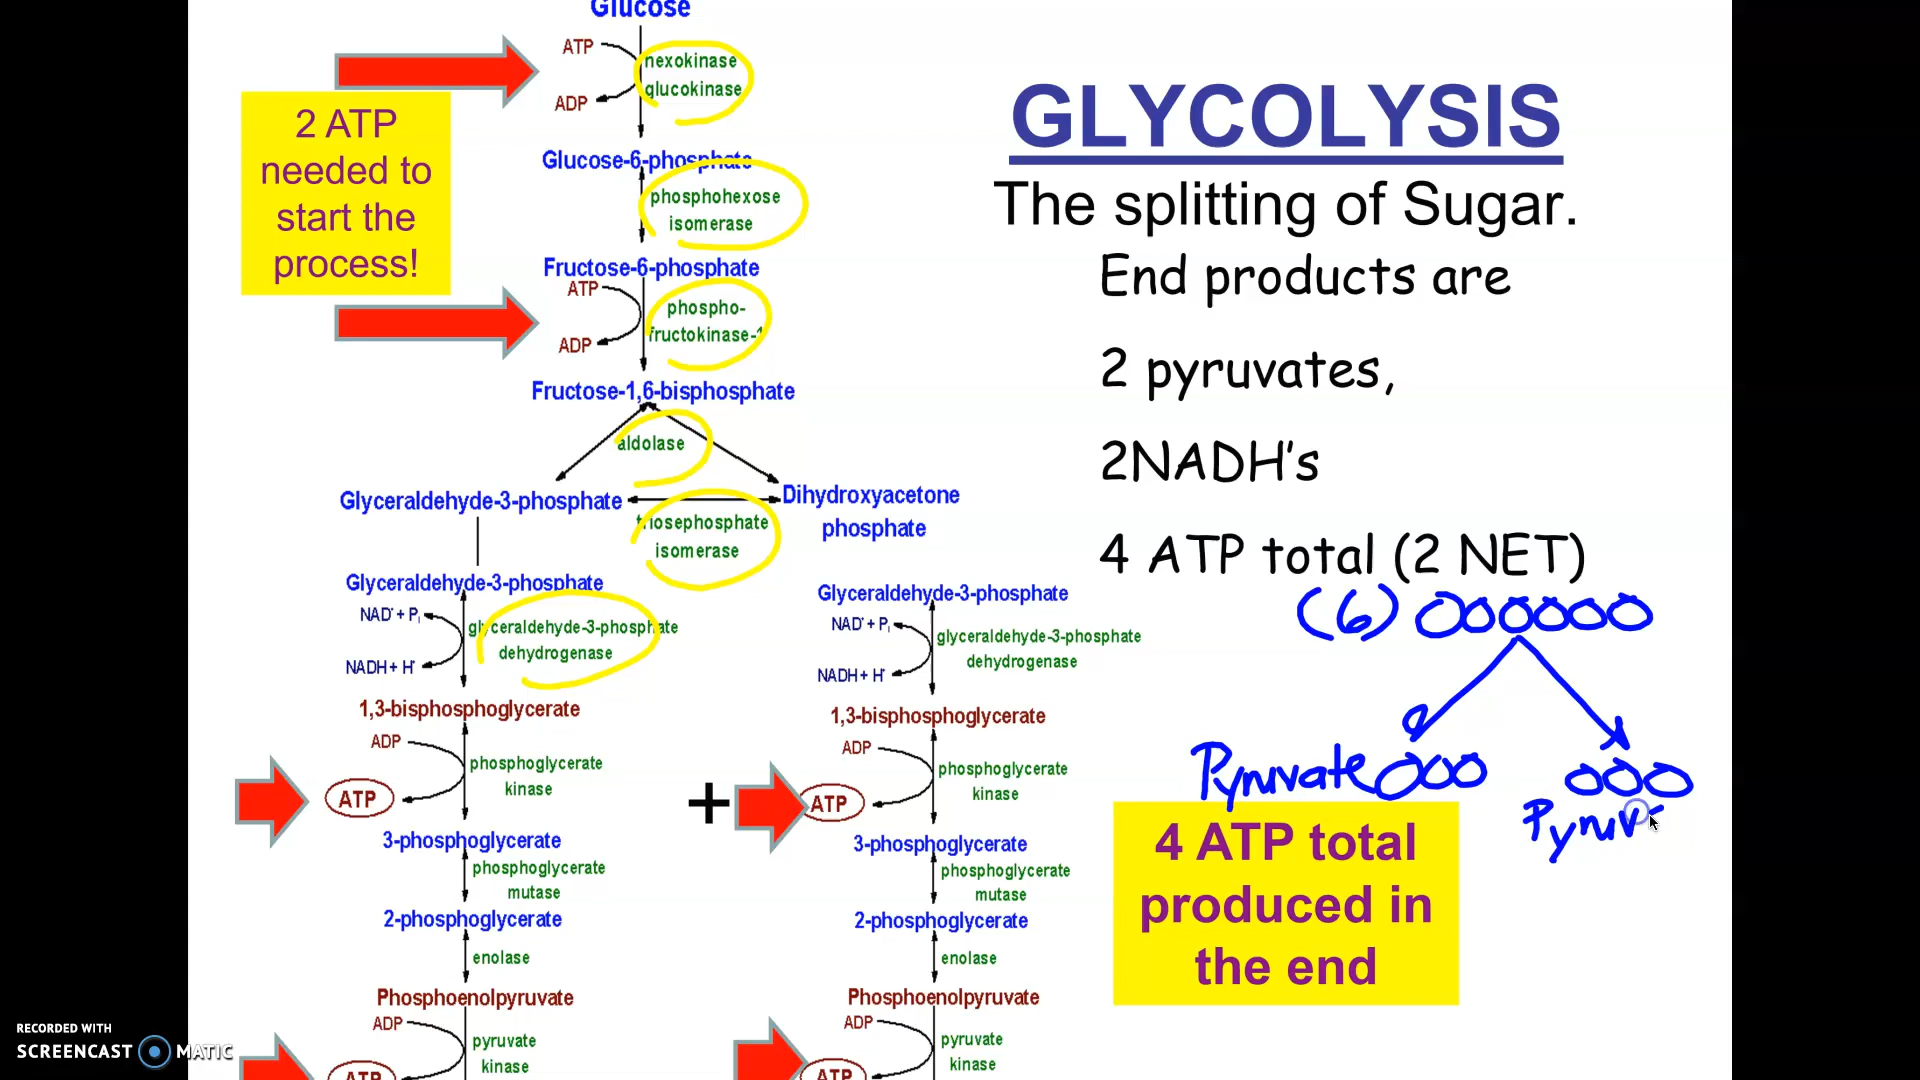 Glucose
ATP
nexokinase
glucokinase
ADP
2 ATP
needed to
start the
process!
Glucose-6-phosphate
phosphohexose
isomerase
Fructose-6-phosphate
ATP
phospho-
fructokinase-1
ADP
Fructose-1,6-bisphosphate
aldolase
Glyceraldehyde-3-phosphate
Dihydroxyacetone
phosphate
triosephosphate
isomerase
Glyceraldehyde-3-phosphate
NAD+ + Pi
glyceraldehyde-3-phosphate
dehydrogenase
NADH + H+
1,3-bisphosphoglycerate
ADP
phosphoglycerate
kinase
ATP
3-phosphoglycerate
phosphoglycerate
mutase
2-phosphoglycerate
enolase
Phosphoenolpyruvate
ADP
pyruvate
kinase
ATP
+
Glyceraldehyde-3-phosphate
NAD+ + Pi
glyceraldehyde-3-phosphate
dehydrogenase
NADH + H+
1,3-bisphosphoglycerate
ADP
phosphoglycerate
kinase
ATP
3-phosphoglycerate
phosphoglycerate
mutase
2-phosphoglycerate
enolase
Phosphoenolpyruvate
ADP
pyruvate
kinase
ATP
GLYCOLYSIS
The splitting of Sugar.
End products are
2 pyruvates,
2NADH's
4 ATP total (2 NET)
(6)
Pyruvate
Pyruv
4 ATP total
produced in
the end
RECORDED WITH
SCREENCAST MATIC